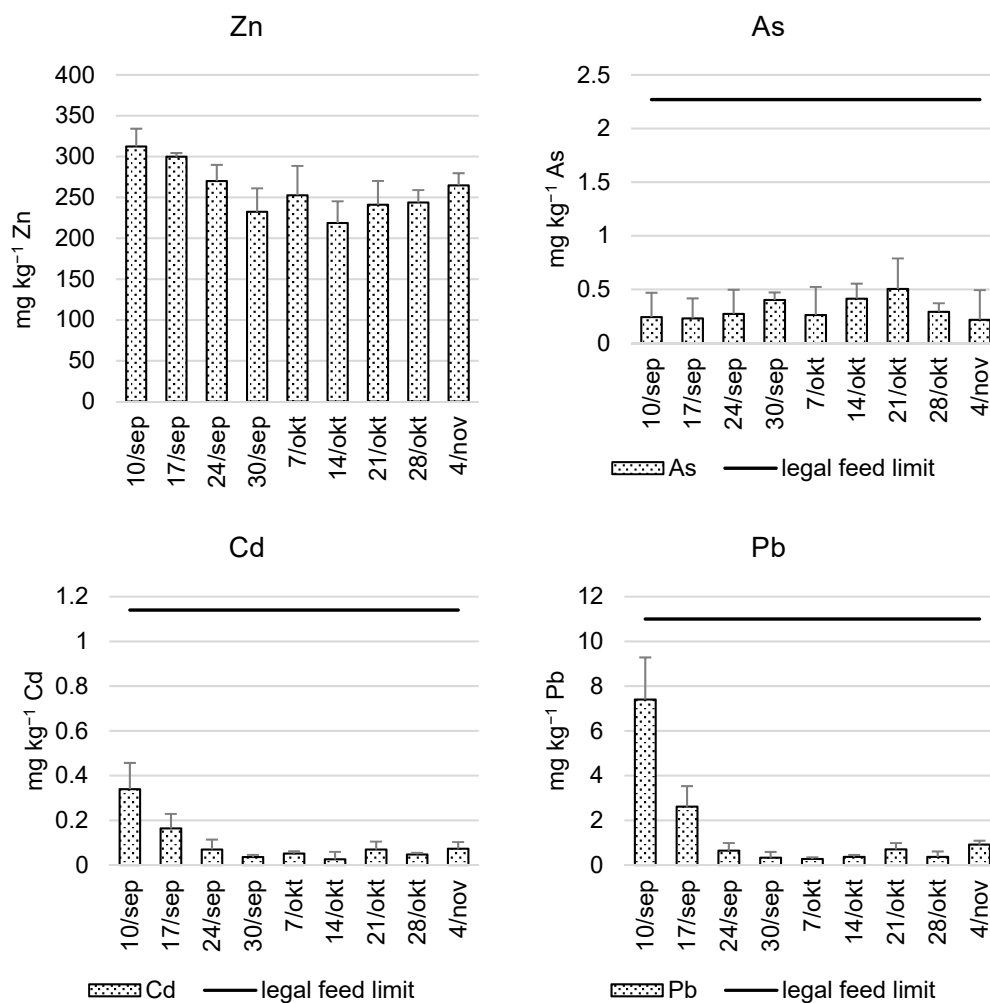 Zn
mg kg⁻¹ Zn
400
350
300
250
200
150
100
50
0
10/sep
17/sep
24/sep
30/sep
7/okt
14/okt
21/okt
28/okt
4/nov
As
mg kg⁻¹ As
2.5
2
1.5
1
0.5
0
10/sep
17/sep
24/sep
30/sep
7/okt
14/okt
21/okt
28/okt
4/nov
As legal feed limit
Cd
mg kg⁻¹ Cd
1.2
1
0.8
0.6
0.4
0.2
0
10/sep
17/sep
24/sep
30/sep
7/okt
14/okt
21/okt
28/okt
4/nov
Cd legal feed limit
Pb
mg kg⁻¹ Pb
12
10
8
6
4
2
0
10/sep
17/sep
24/sep
30/sep
7/okt
14/okt
21/okt
28/okt
4/nov
Pb legal feed limit